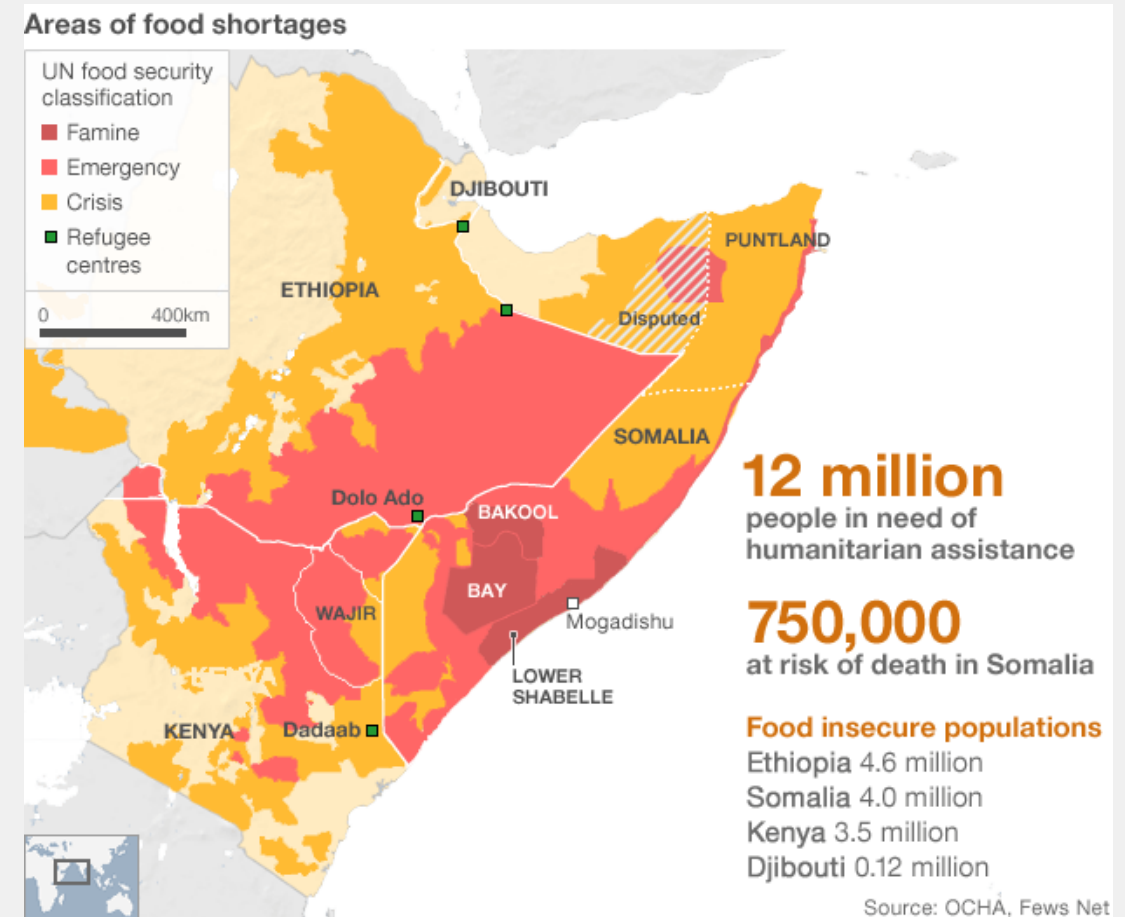 Areas of food shortages
UN food security
classification
Famine
Emergency
Crisis
Refugee
centres
0 400km
DJIBOUTI
PUNTLAND
ETHIOPIA
Disputed
SOMALIA
Dolo Ado
BAKOOL
BAY
WAJIR
Mogadishu
LOWER
SHABELLE
KENYA
KENYA
Dadaab
12 million
people in need of
humanitarian assistance
750,000
at risk of death in Somalia
Food insecure populations
Ethiopia 4.6 million
Somalia 4.0 million
Kenya 3.5 million
Djibouti 0.12 million
Source: OCHA, Fews Net